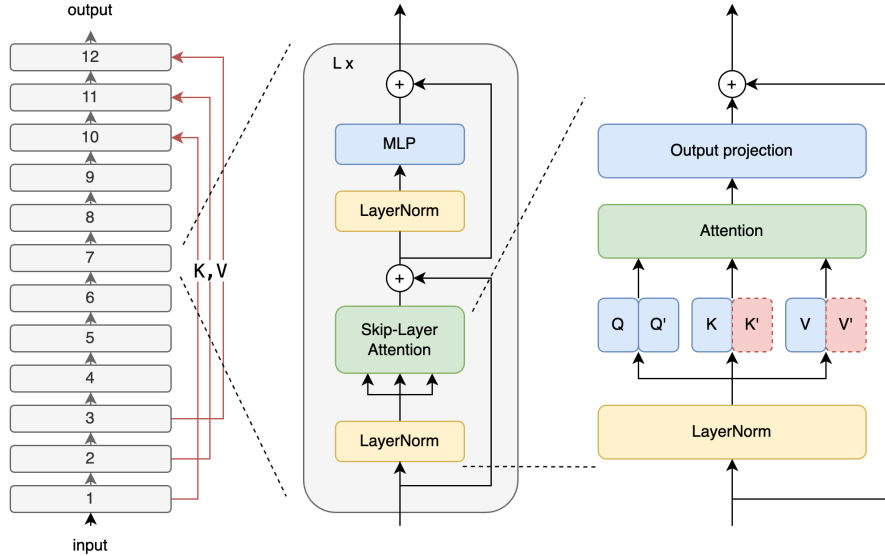 output
12
11
10
9
8
7
6
5
4
3
2
1
input
K,V
L x
+
MLP
LayerNorm
+
Skip-Layer
Attention
LayerNorm
+
Output projection
Attention
Q Q' K K' V V'
LayerNorm